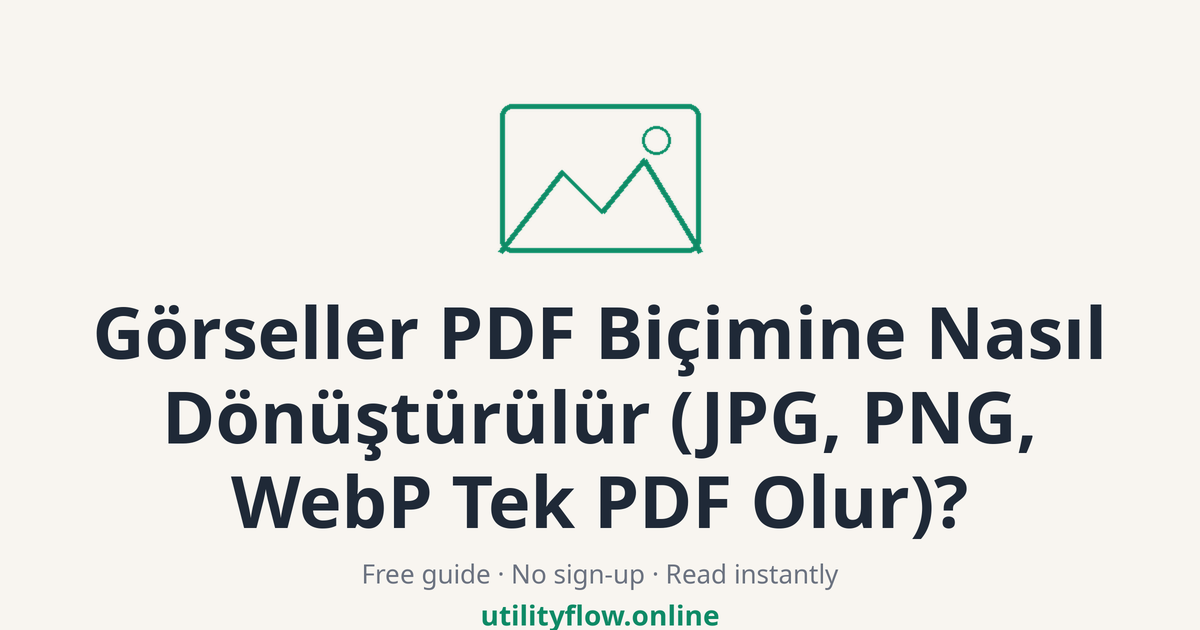 Görseller PDF Biçimine Nasıl
Dönüştürülür (JPG, PNG,
WebP Tek PDF Olur)?
Free guide · No sign-up · Read instantly
utilityflow.online